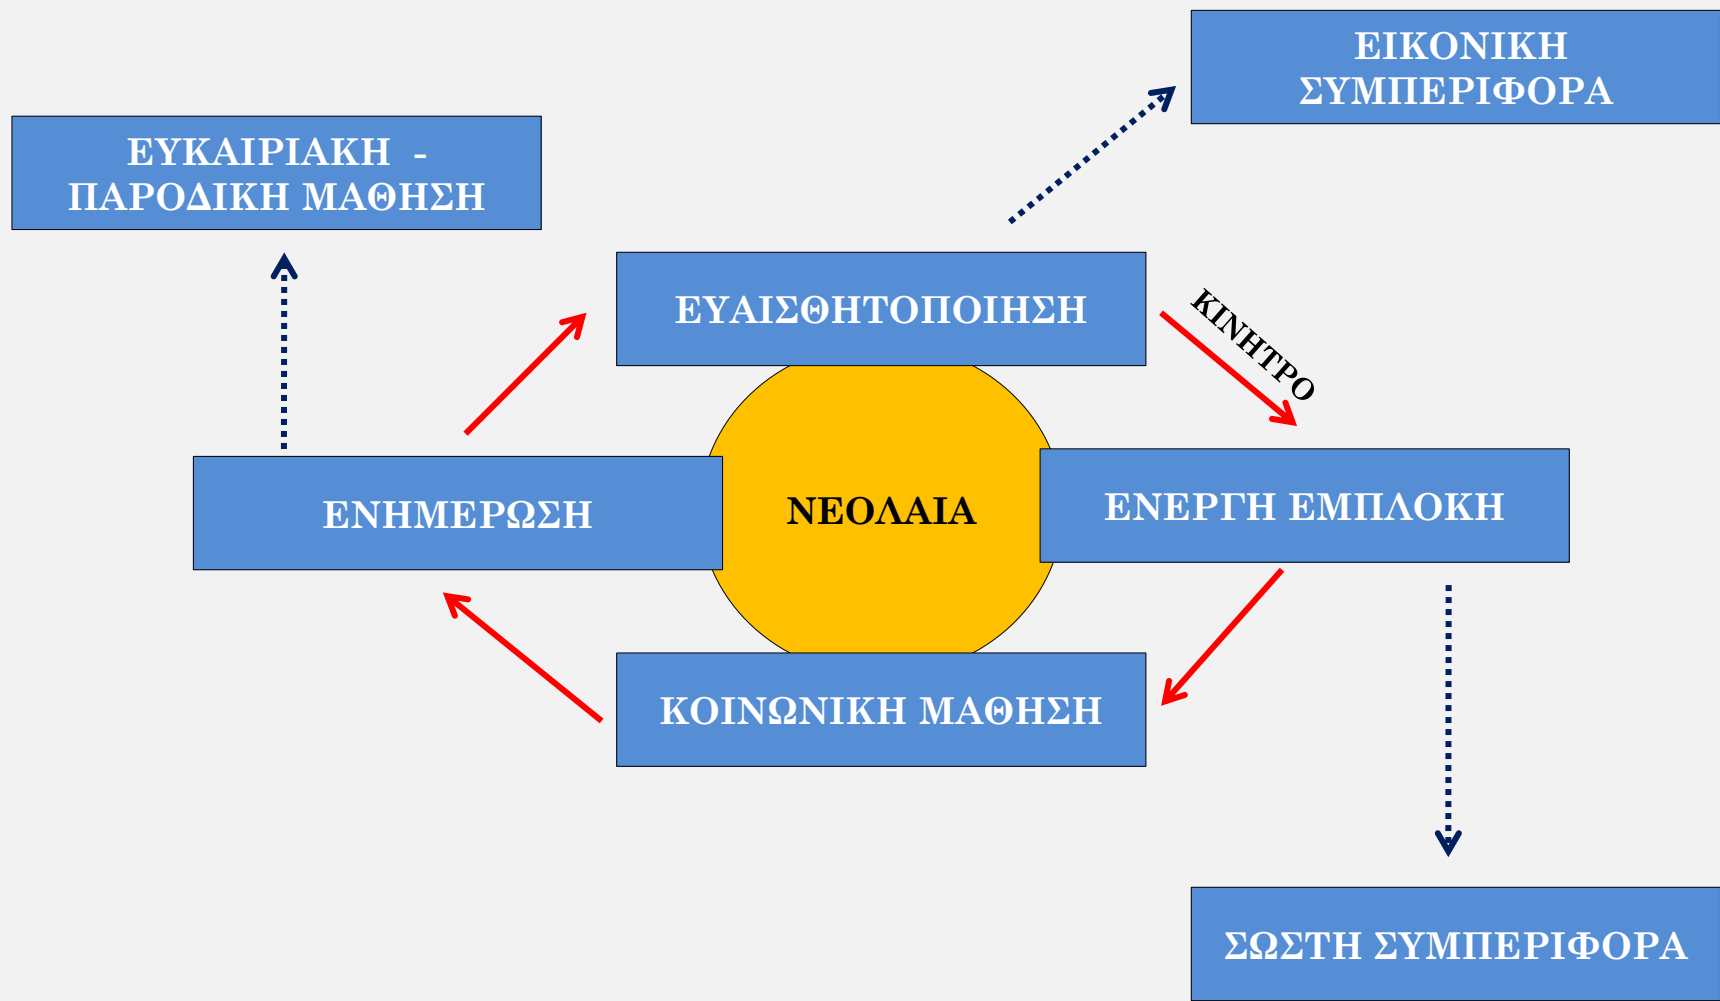 ΕΙΚΟΝΙΚΗ
ΣΥΜΠΕΡΙΦΟΡΑ
ΕΥΚΑΙΡΙΑΚΗ -
ΠΑΡΟΔΙΚΗ ΜΑΘΗΣΗ
ΕΥΑΙΣΘΗΤΟΠΟΙΗΣΗ
ΚΙΝΗΤΡΟ
ΕΝΗΜΕΡΩΣΗ
ΝΕΟΛΑΙΑ
ΕΝΕΡΓΗ ΕΜΠΛΟΚΗ
ΚΟΙΝΩΝΙΚΗ ΜΑΘΗΣΗ
ΣΩΣΤΗ ΣΥΜΠΕΡΙΦΟΡΑ